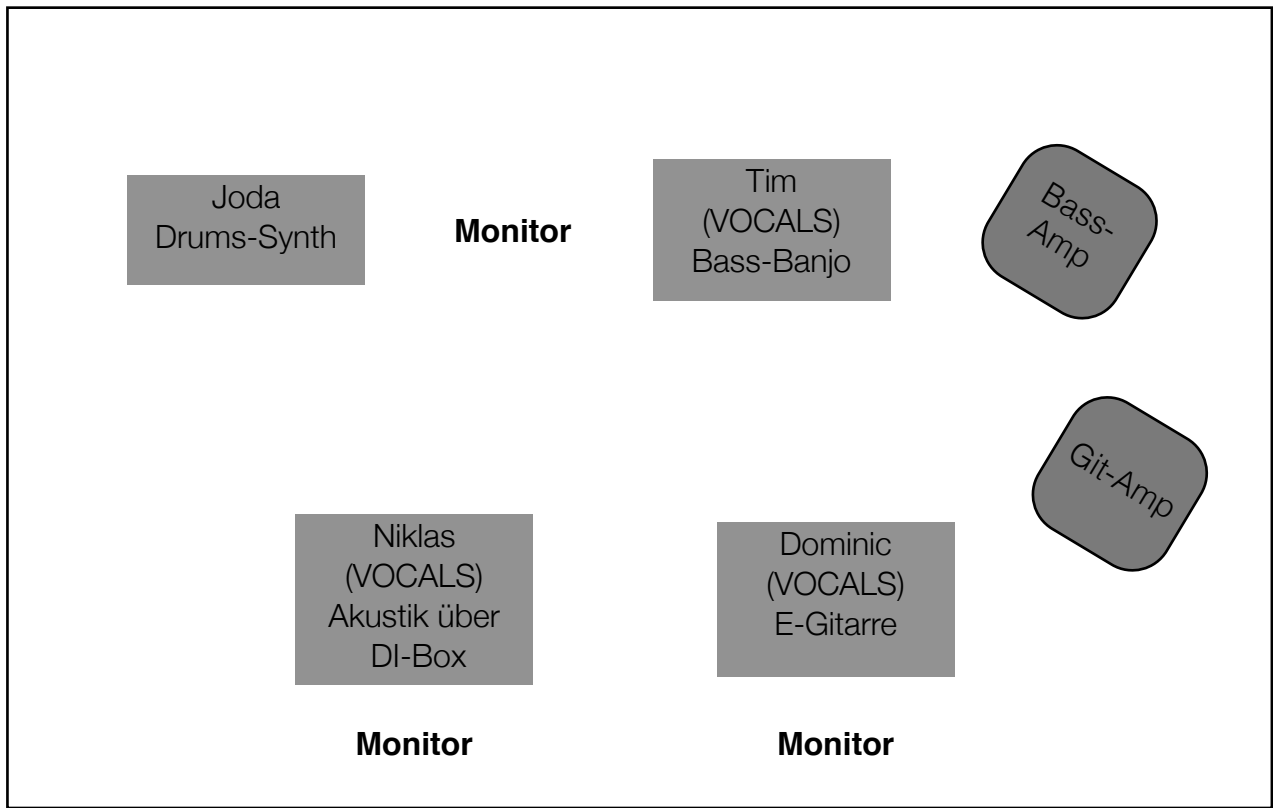 Joda
Drums-Synth
Monitor
Tim
(VOCALS)
Bass-Banjo
Bass-
Amp
Git-Amp
Niklas
(VOCALS)
Akustik über
DI-Box
Dominic
(VOCALS)
E-Gitarre
Monitor
Monitor